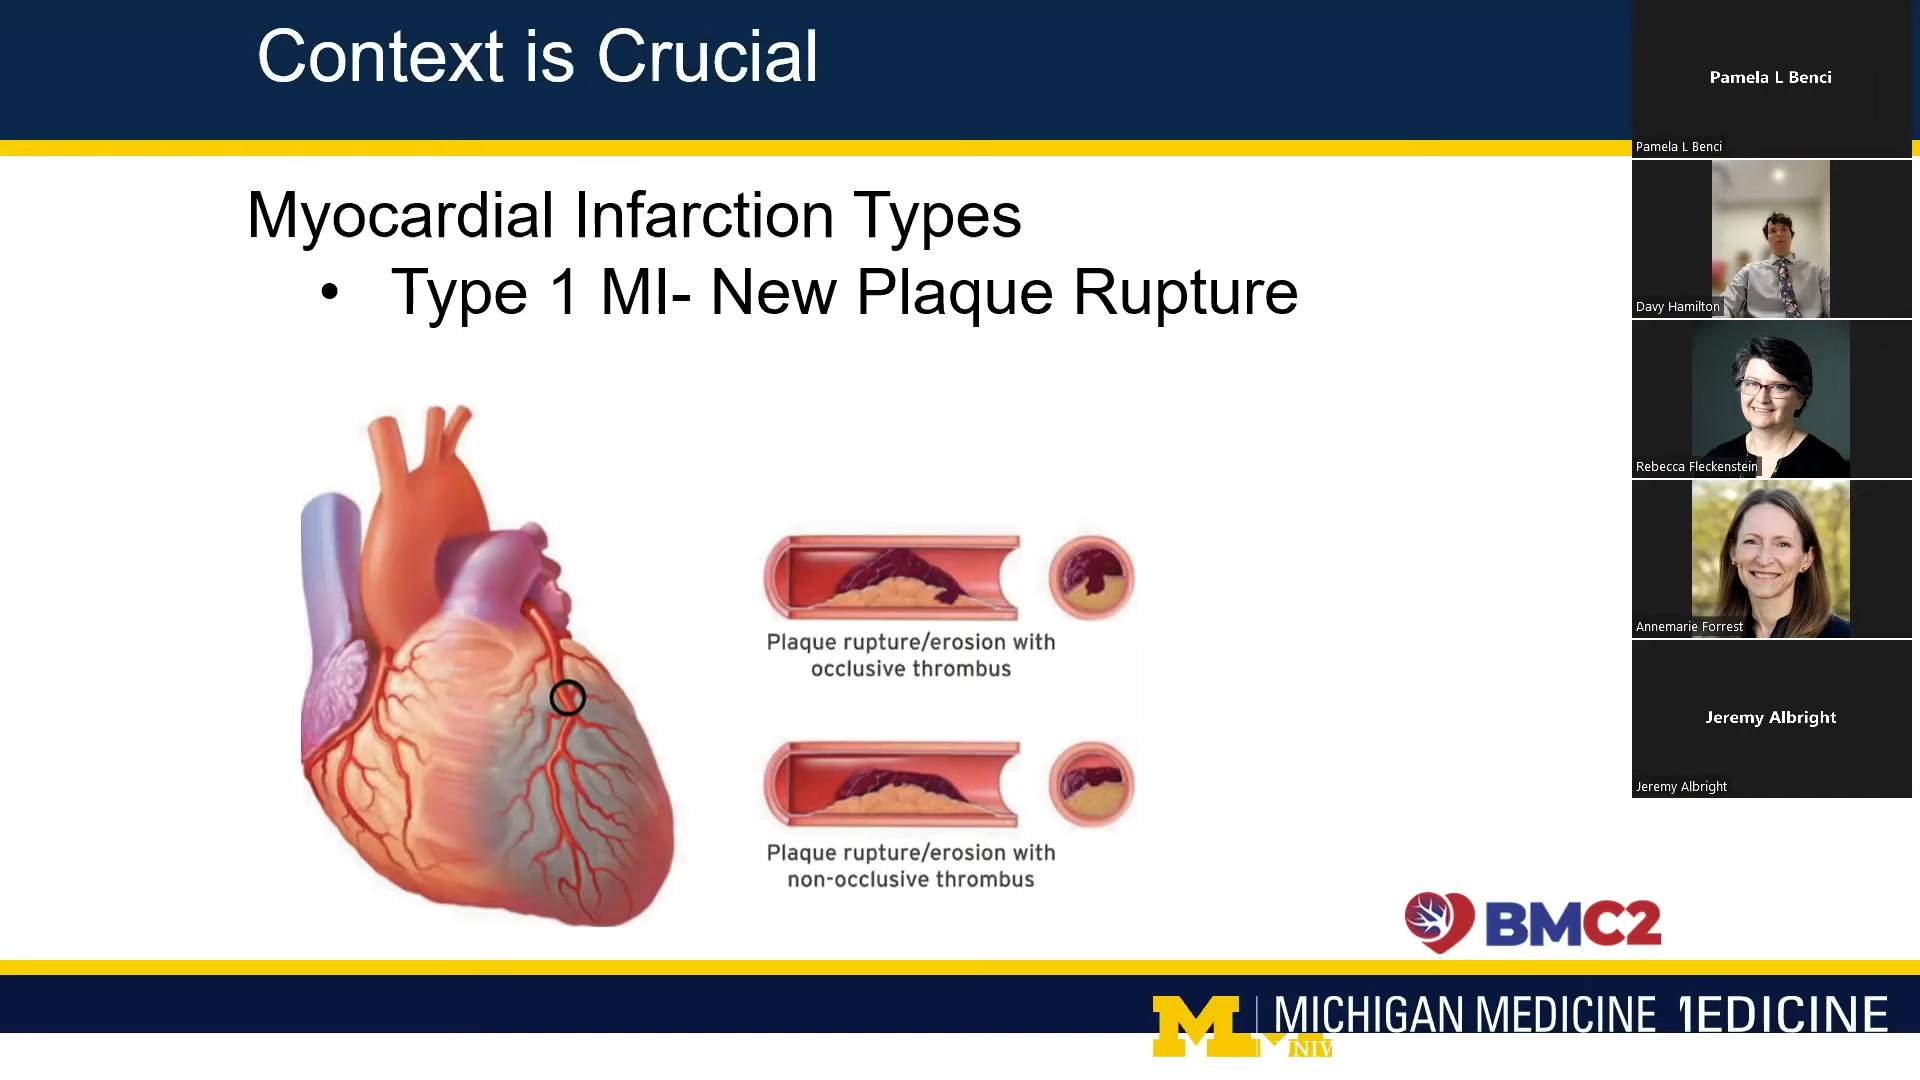 Context is Crucial
Myocardial Infarction Types
• Type 1 MI- New Plaque Rupture
Plaque rupture/erosion with
occlusive thrombus
Plaque rupture/erosion with
non-occlusive thrombus
BMC2
M MICHIGAN MEDICINE
Pamela L Benci
Pamela L Benci
Davy Hamilton
Rebecca Fleckenstein
Annemarie Forrest
Jeremy Albright
Jeremy Albright